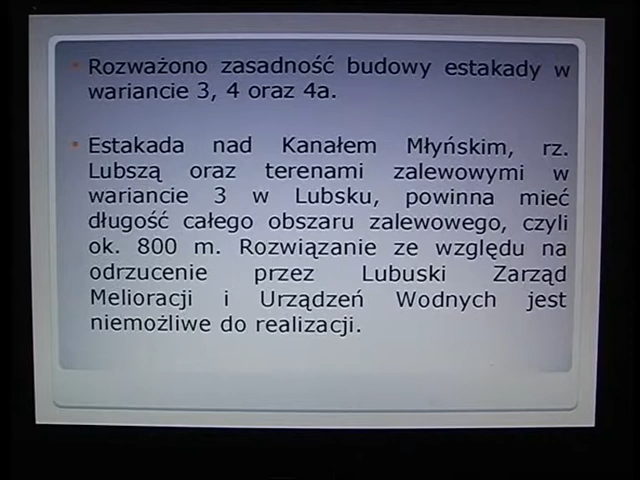 Rozważono zasadność budowy estakady w
wariancie 3, 4 oraz 4a.
Estakada nad Kanałem Młyńskim, rz.
Lubszą oraz terenami zalewowymi w
wariancie 3 w Lubsku, powinna mieć
długość całego obszaru zalewowego, czyli
ok. 800 m. Rozwiązanie ze względu na
odrzucenie przez Lubuski Zarząd
Melioracji i Urządzeń Wodnych jest
niemożliwe do realizacji.